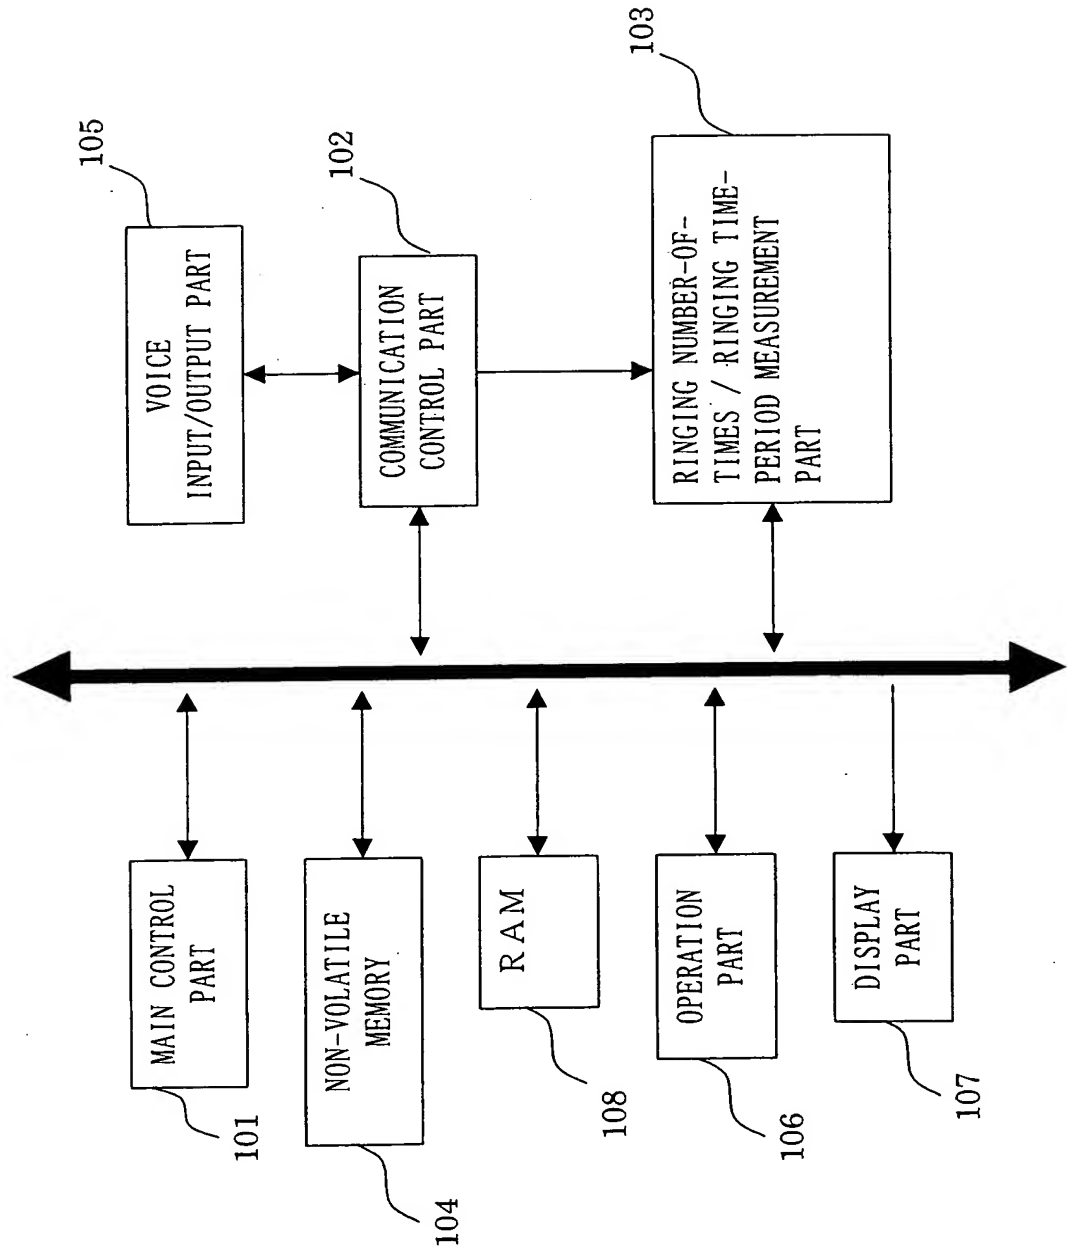 105
VOICE
INPUT/OUTPUT PART
102
COMMUNICATION
CONTROL PART
103
RINGING NUMBER-OF-
TIMES / RINGING TIME-
PERIOD MEASUREMENT
PART
MAIN CONTROL
PART
101
NON-VOLATILE
MEMORY
104
RAM
108
OPERATION
PART
106
DISPLAY
PART
107